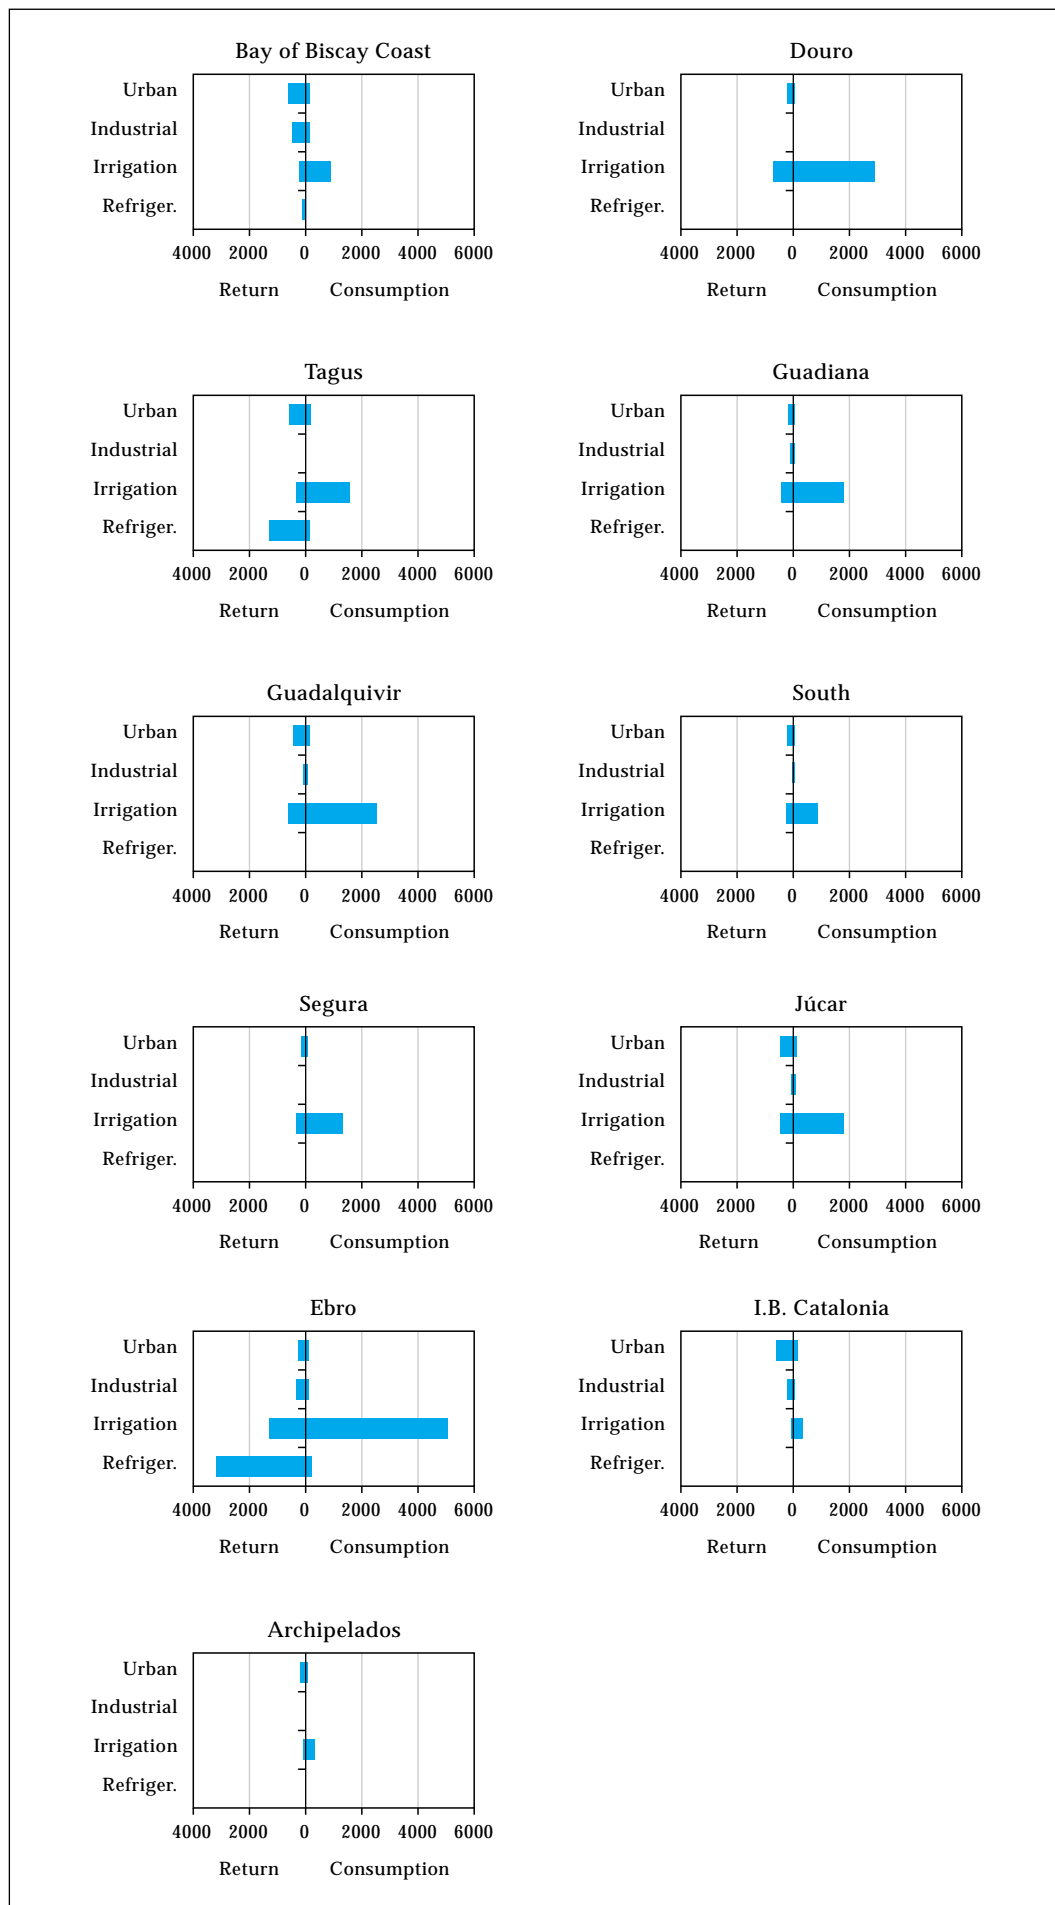 Bay of Biscay Coast
Urban
Industrial
Irrigation
Refriger.
4000 2000 0 2000 4000 6000
Return Consumption
Douro
Urban
Industrial
Irrigation
Refriger.
4000 2000 0 2000 4000 6000
Return Consumption
Tagus
Urban
Industrial
Irrigation
Refriger.
4000 2000 0 2000 4000 6000
Return Consumption
Guadiana
Urban
Industrial
Irrigation
Refriger.
4000 2000 0 2000 4000 6000
Return Consumption
Guadalquivir
Urban
Industrial
Irrigation
Refriger.
4000 2000 0 2000 4000 6000
Return Consumption
South
Urban
Industrial
Irrigation
Refriger.
4000 2000 0 2000 4000 6000
Return Consumption
Segura
Urban
Industrial
Irrigation
Refriger.
4000 2000 0 2000 4000 6000
Return Consumption
Júcar
Urban
Industrial
Irrigation
Refriger.
4000 2000 0 2000 4000 6000
Return Consumption
Ebro
Urban
Industrial
Irrigation
Refriger.
4000 2000 0 2000 4000 6000
Return Consumption
I.B. Catalonia
Urban
Industrial
Irrigation
Refriger.
4000 2000 0 2000 4000 6000
Return Consumption
Archipelados
Urban
Industrial
Irrigation
Refriger.
4000 2000 0 2000 4000 6000
Return Consumption